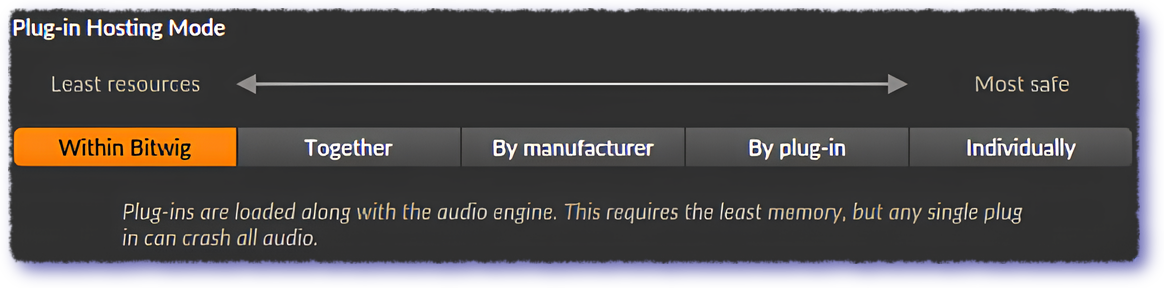 Plug-in Hosting Mode
Least resources Most safe
Within Bitwig Together By manufacturer By plug-in Individually
Plug-ins are loaded along with the audio engine. This requires the least memory, but any single plug
in can crash all audio.